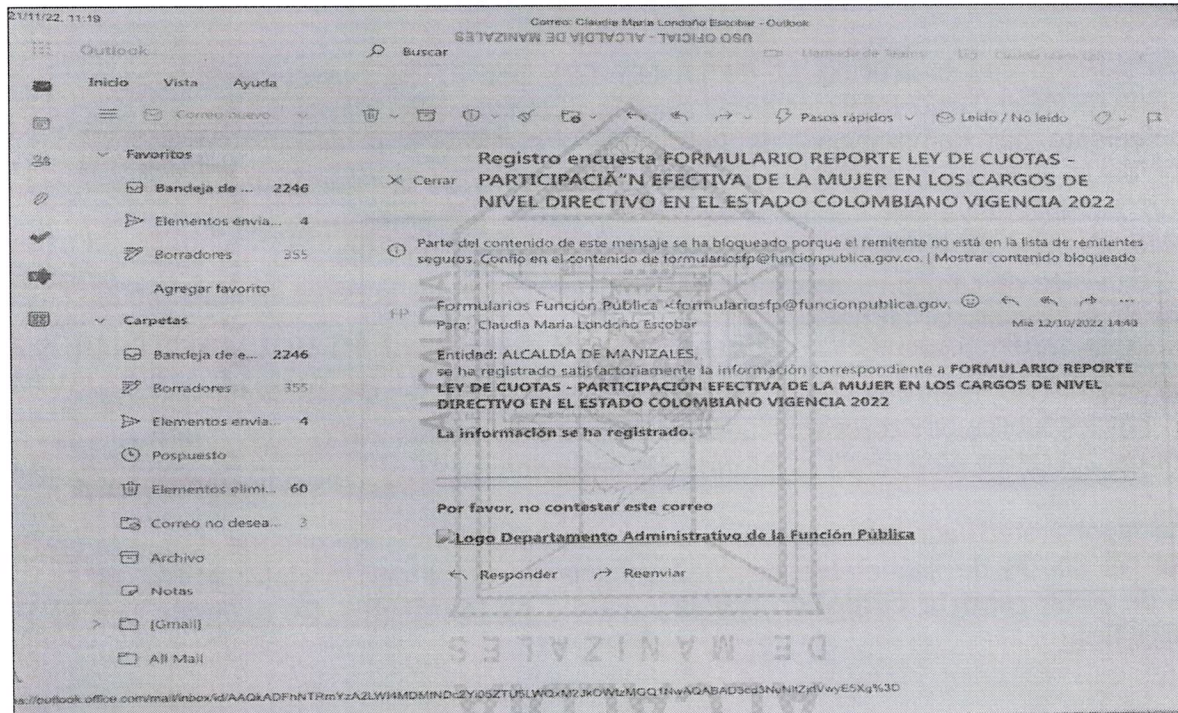 21/11/22, 11:19
Correo: Claudia Maria Londoño Escobar - Outlook
USO OFICIAL - ALCALDÍA DE MANIZALES
Outlook
Buscar
Llamada de Teams
Inicio Vista Ayuda
Correo nuevo
Pasos rápidos
Leído / No leído
Favoritos
Bandeja de ... 2246
Elementos envia... 4
Borradores 355
Agregar favorito
Carpetas
Bandeja de e... 2246
Borradores 355
Elementos envia... 4
Pospuesto
Elementos elimi... 60
Correo no desea... 3
Archivo
Notas
[Gmail]
All Mail
Cerrar
Registro encuesta FORMULARIO REPORTE LEY DE CUOTAS -
PARTICIPACIÃ“N EFECTIVA DE LA MUJER EN LOS CARGOS DE
NIVEL DIRECTIVO EN EL ESTADO COLOMBIANO VIGENCIA 2022
Parte del contenido de este mensaje se ha bloqueado porque el remitente no está en la lista de remitentes
seguros. Confío en el contenido de formulariosfp@funcionpublica.gov.co. | Mostrar contenido bloqueado
FP
Formularios Función Pública <formulariosfp@funcionpublica.gov.
Para: Claudia Maria Londoño Escobar
Mié 12/10/2022 14:40
Entidad: ALCALDÍA DE MANIZALES,
se ha registrado satisfactoriamente la información correspondiente a FORMULARIO REPORTE
LEY DE CUOTAS - PARTICIPACIÓN EFECTIVA DE LA MUJER EN LOS CARGOS DE NIVEL
DIRECTIVO EN EL ESTADO COLOMBIANO VIGENCIA 2022
La información se ha registrado.
Por favor, no contestar este correo
Logo Departamento Administrativo de la Función Pública
Responder Reenviar
ALCALDIA
DE MANIZALES